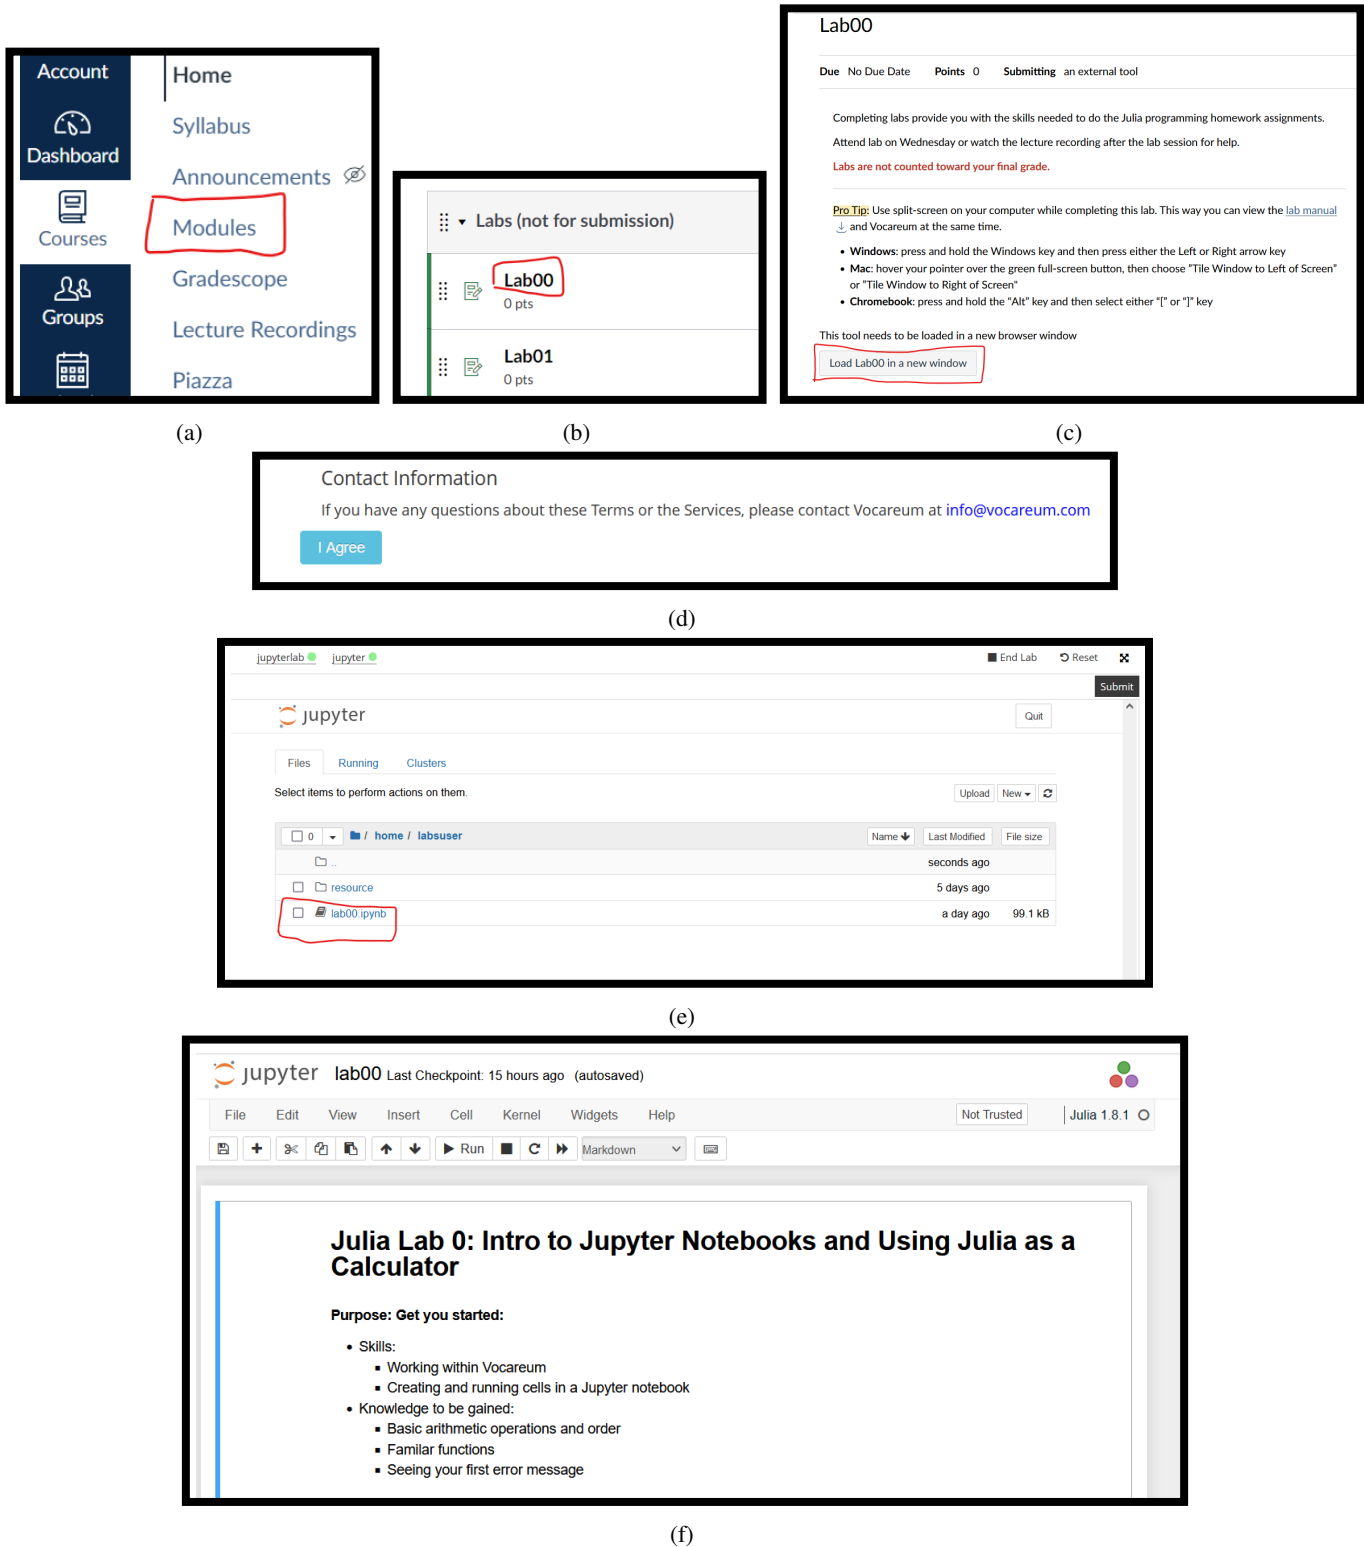 Account
Dashboard
Courses
Groups
Home
Syllabus
Announcements
Modules
Gradescope
Lecture Recordings
Piazza
(a)
Labs (not for submission)
Lab00
0 pts
Lab01
0 pts
(b)
Lab00
Due No Due Date Points 0 Submitting an external tool
Completing labs provide you with the skills needed to do the Julia programming homework assignments.
Attend lab on Wednesday or watch the lecture recording after the lab session for help.
Labs are not counted toward your final grade.
Pro Tip: Use split-screen on your computer while completing this lab. This way you can view the lab manual
and Vocareum at the same time.
• Windows: press and hold the Windows key and then press either the Left or Right arrow key
• Mac: hover your pointer over the green full-screen button, then choose "Tile Window to Left of Screen"
or "Tile Window to Right of Screen"
• Chromebook: press and hold the "Alt" key and then select either "[" or "]" key
This tool needs to be loaded in a new browser window
Load Lab00 in a new window
(c)
Contact Information
If you have any questions about these Terms or the Services, please contact Vocareum at info@vocareum.com
I Agree
(d)
jupyterlab jupyter End Lab Reset
Submit
jupyter Quit
Files Running Clusters
Select items to perform actions on them. Upload New
0 / home / labsuser Name Last Modified File size
.. seconds ago
resource 5 days ago
lab00.ipynb a day ago 99.1 kB
(e)
jupyter lab00 Last Checkpoint: 15 hours ago (autosaved)
File Edit View Insert Cell Kernel Widgets Help Not Trusted Julia 1.8.1
Run Markdown
Julia Lab 0: Intro to Jupyter Notebooks and Using Julia as a
Calculator
Purpose: Get you started:
• Skills:
▪ Working within Vocareum
▪ Creating and running cells in a Jupyter notebook
• Knowledge to be gained:
▪ Basic arithmetic operations and order
▪ Familar functions
▪ Seeing your first error message
(f)